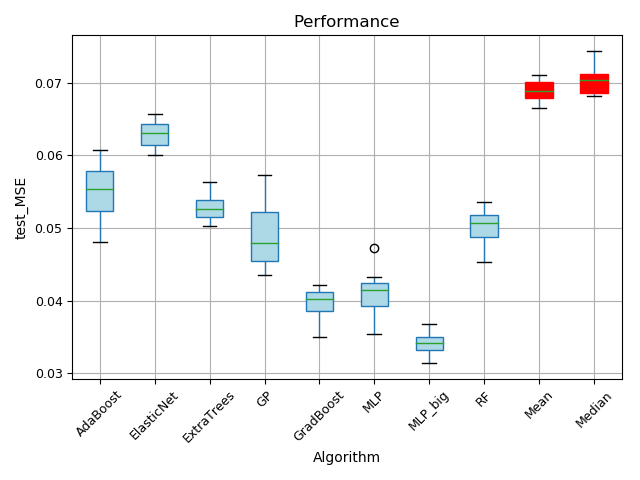 Performance
test_MSE
0.07
0.06
0.05
0.04
0.03
AdaBoost
ElasticNet
ExtraTrees
GP
GradBoost
MLP
MLP_big
RF
Mean
Median
Algorithm